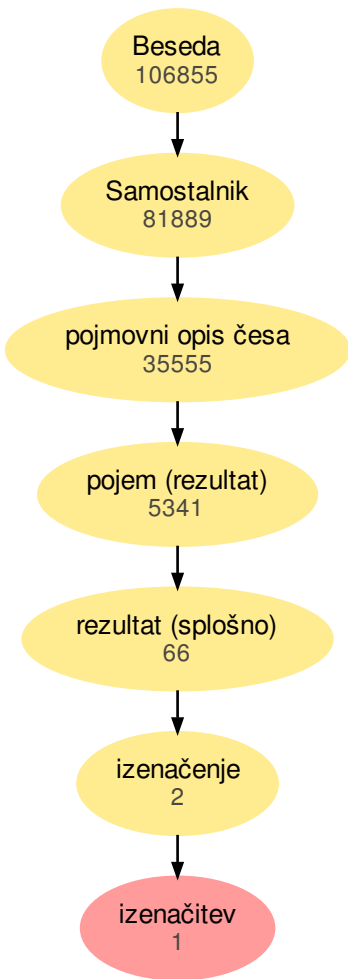 Beseda
106855
Samostalnik
81889
pojmovni opis česa
35555
pojem (rezultat)
5341
rezultat (splošno)
66
izenačenje
2
izenačitev
1